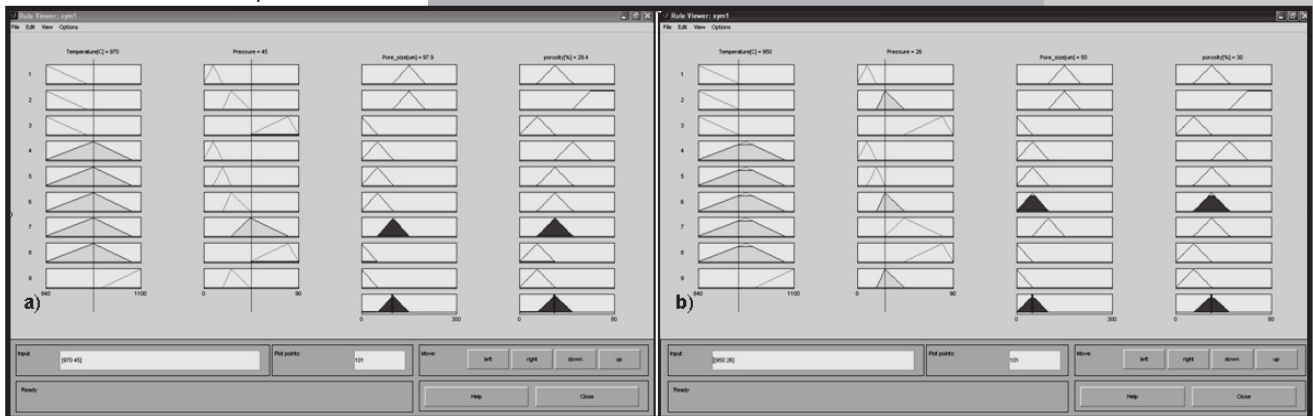 Rule Viewer: sym1
File Edit View Options
Temperature[C] = 970
Pressure = 45
Pore_size[um] = 97.9
porosity[%] = 29.4
1
2
3
4
5
6
7
8
9
a)
840
1100
0
90
0
300
0
80
Input:
[970 45]
Plot points:
101
Move:
left
right
down
up
Ready
Help
Close
Rule Viewer: sym1
File Edit View Options
Temperature[C] = 950
Pressure = 26
Pore_size[um] = 50
porosity[%] = 30
1
2
3
4
5
6
7
8
9
b)
840
1100
0
90
0
300
0
80
Input:
[950 26]
Plot points:
101
Move:
left
right
down
up
Ready
Help
Close